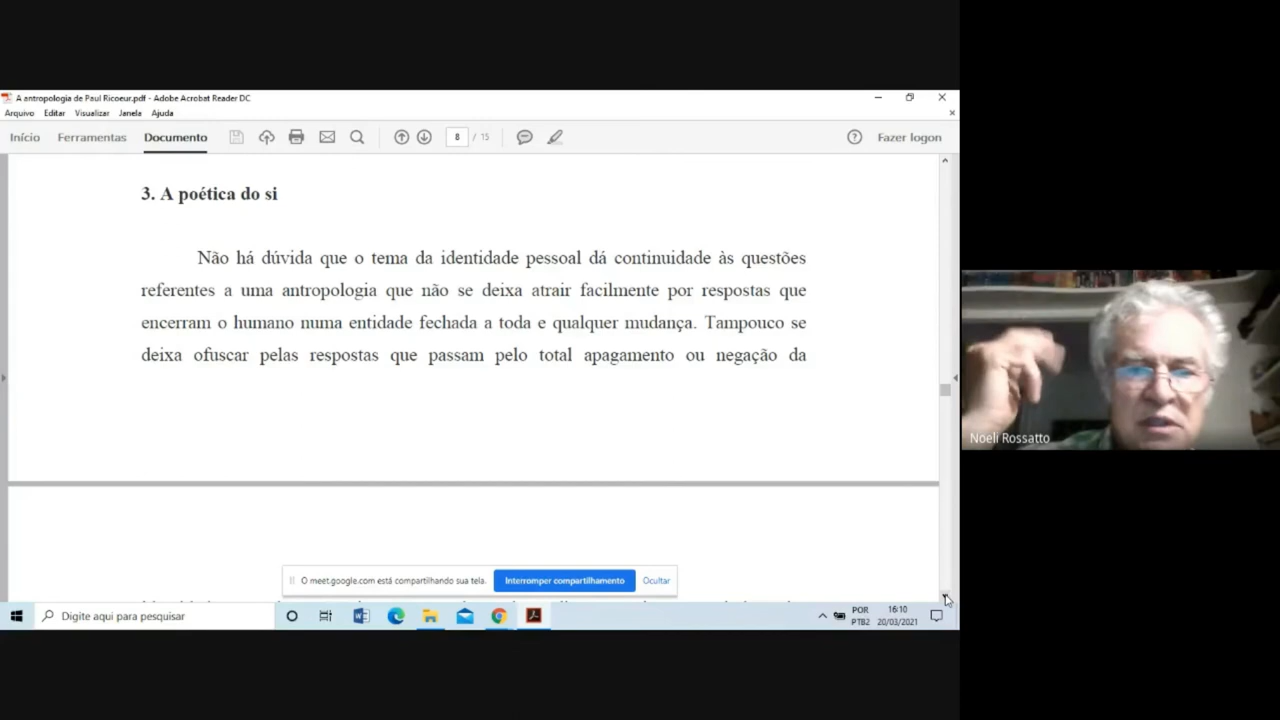 A antropologia de Paul Ricoeur.pdf - Adobe Acrobat Reader DC
Arquivo Editar Visualizar Janela Ajuda
Início Ferramentas Documento 8 / 15 Fazer logon
3. A poética do si
Não há dúvida que o tema da identidade pessoal dá continuidade às questões
referentes a uma antropologia que não se deixa atrair facilmente por respostas que
encerram o humano numa entidade fechada a toda e qualquer mudança. Tampouco se
deixa ofuscar pelas respostas que passam pelo total apagamento ou negação da
Noeli Rossatto
O meet.google.com está compartilhando sua tela. Interromper compartilhamento Ocultar
Digite aqui para pesquisar
POR 16:10
PTB2 20/03/2021